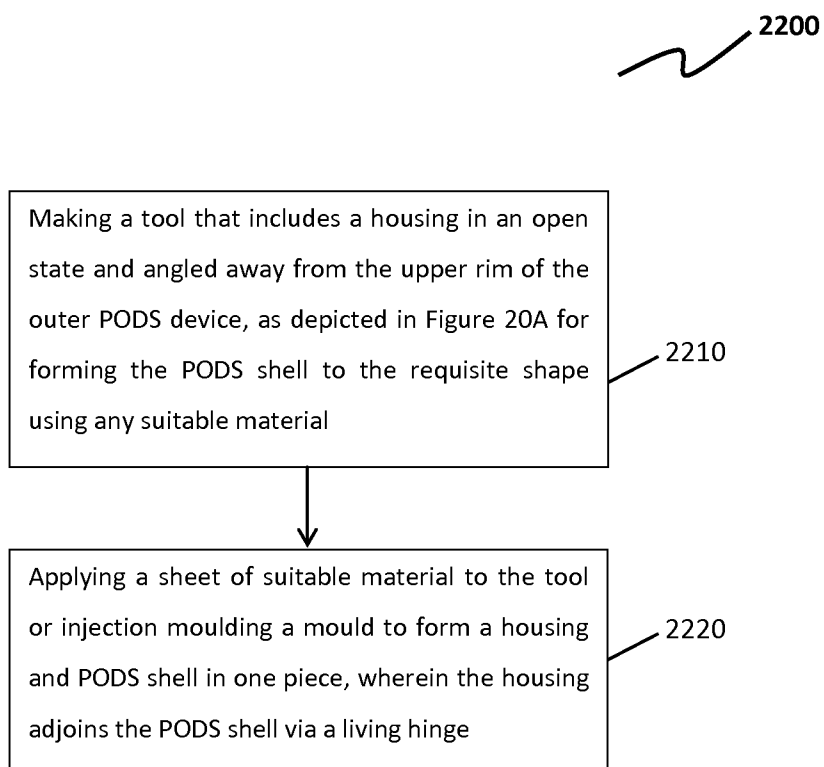 2200
Making a tool that includes a housing in an open
state and angled away from the upper rim of the
outer PODS device, as depicted in Figure 20A for
forming the PODS shell to the requisite shape
using any suitable material
2210
Applying a sheet of suitable material to the tool
or injection moulding a mould to form a housing
and PODS shell in one piece, wherein the housing
adjoins the PODS shell via a living hinge
2220